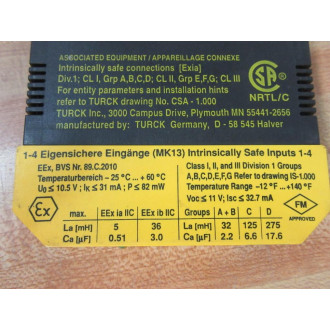 ASSOCIATED EQUIPMENT / APPAREILLAGE CONNEXE
Intrinsically safe connections [Exia]
Div.1; CL I, Grp A,B,C,D; CL II, Grp E,F,G; CL III
For entity parameters and installation hints
refer to TURCK drawing No. CSA - 1.000
TURCK Inc., 3000 Campus Drive, Plymouth MN 55441-2656
manufactured by: TURCK Germany, D - 58 545 Halver
NRTL/C
1-4 Eigensichere Eingänge (MK13) Intrinsically Safe Inputs 1-4
EEx, BVS Nr. 89.C.2010
Temperaturbereich - 25 °C ... + 60 °C
U0 ≤ 10.5 V ; IK ≤ 31 mA ; P ≤ 82 mW
Class I, II, and III Division 1 Groups
A,B,C,D,E,F,G Refer to drawing IS-1.000
Temperature Range -12 °F ... +140 °F
Voc ≤ 11 V; Isc ≤ 32.7 mA
Ex
max. EEx ia IIC EEx ib IIC
La [mH] 5 36
Ca [µF] 0.51 3.0
Groups A + B C D
La [mH] 32 125 275
Ca [µF] 2.2 6.6 17.6
FM
APPROVED